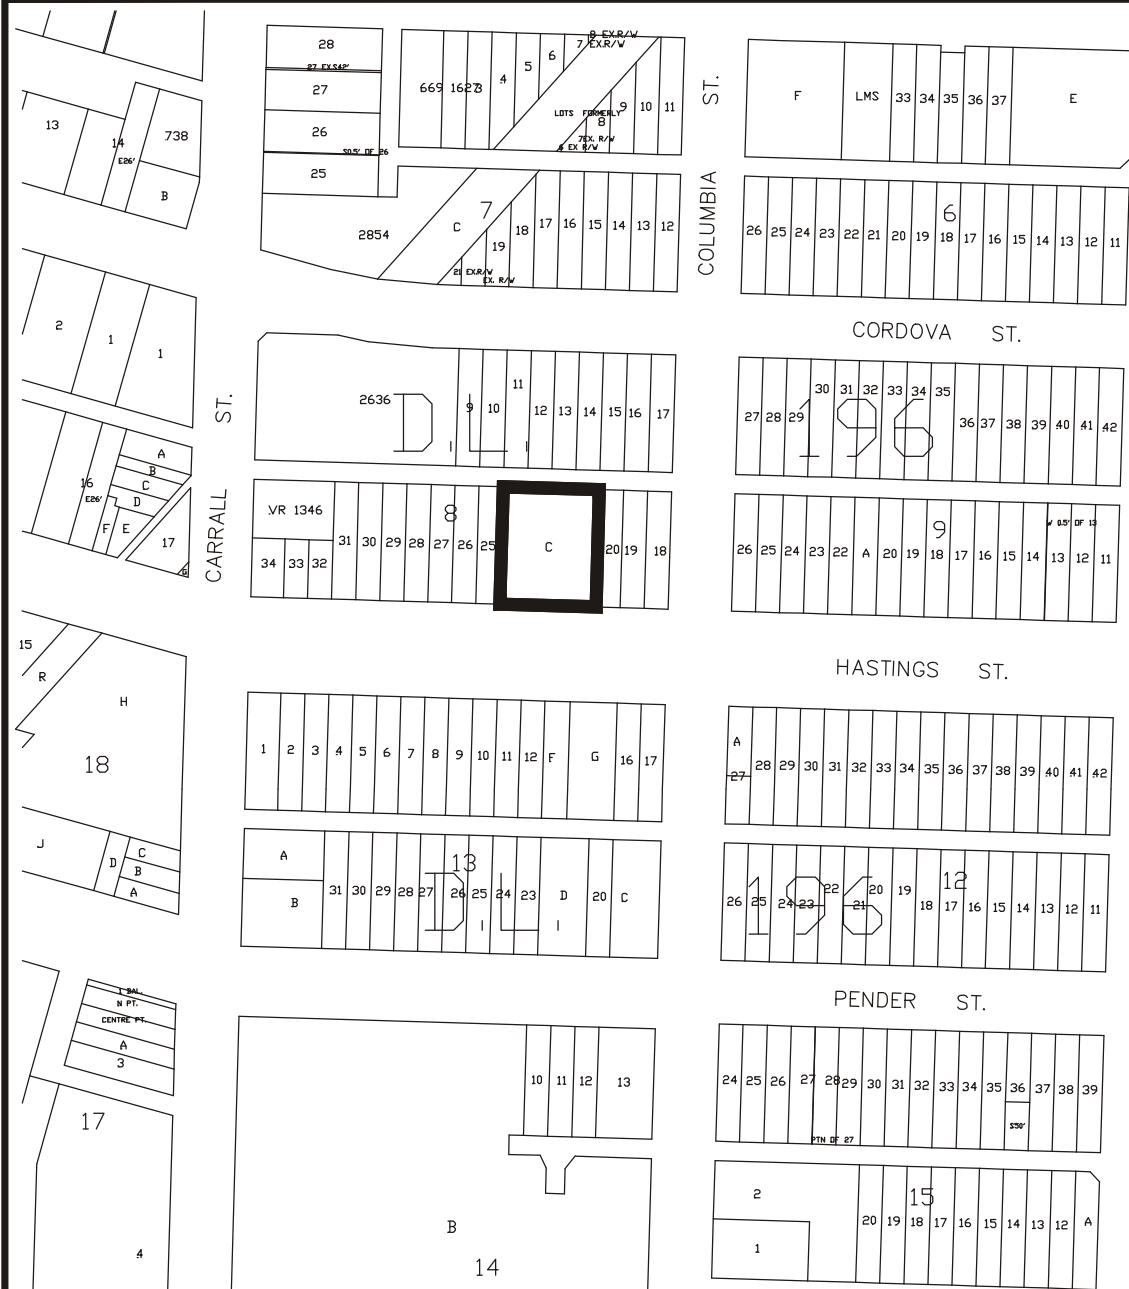 28
27 EX.S42'
27
26
S0.5' OF 26
25
2854
669 1627 3 4 5 6
8 EX.R/W
7 EX.R/W
LOTS FORMERLY
8 9 10 11
7EX. R/W
6 EX R/W
7
C 19 18 17 16 15 14 13 12
21 EX.R/W
EX. R/W
COLUMBIA ST.
F LMS 33 34 35 36 37 E
6
26 25 24 23 22 21 20 19 18 17 16 15 14 13 12 11
13 14 738
E26'
B
2 1 1
CORDOVA ST.
2636 9 10 11 12 13 14 15 16 17
D.L.
27 28 29 30 31 32 33 34 35 36 37 38 39 40 41 42
196
CARRALL ST.
16
E26'
A
B
C
D
F E
17
G
VR 1346
34 33 32 31 30 29 28 27 26 25 C 20 19 18
8
9
W 0.5' OF 13
26 25 24 23 22 A 20 19 18 17 16 15 14 13 12 11
HASTINGS ST.
15
R
H
18
1 2 3 4 5 6 7 8 9 10 11 12 F G 16 17
A
27 28 29 30 31 32 33 34 35 36 37 38 39 40 41 42
J D C
B
A
A
B
13
31 30 29 28 27 26 25 24 23 D 20 C
D.L.
12
26 25 24 23 22 21 20 19 18 17 16 15 14 13 12 11
196
PENDER ST.
1 BAL.
N PT.
CENTRE PT.
A
3
17
4
10 11 12 13
B
14
24 25 26 27 28 29 30 31 32 33 34 35 36 37 38 39
S50'
PTN OF 27
2
1
15
20 19 18 17 16 15 14 13 12 A